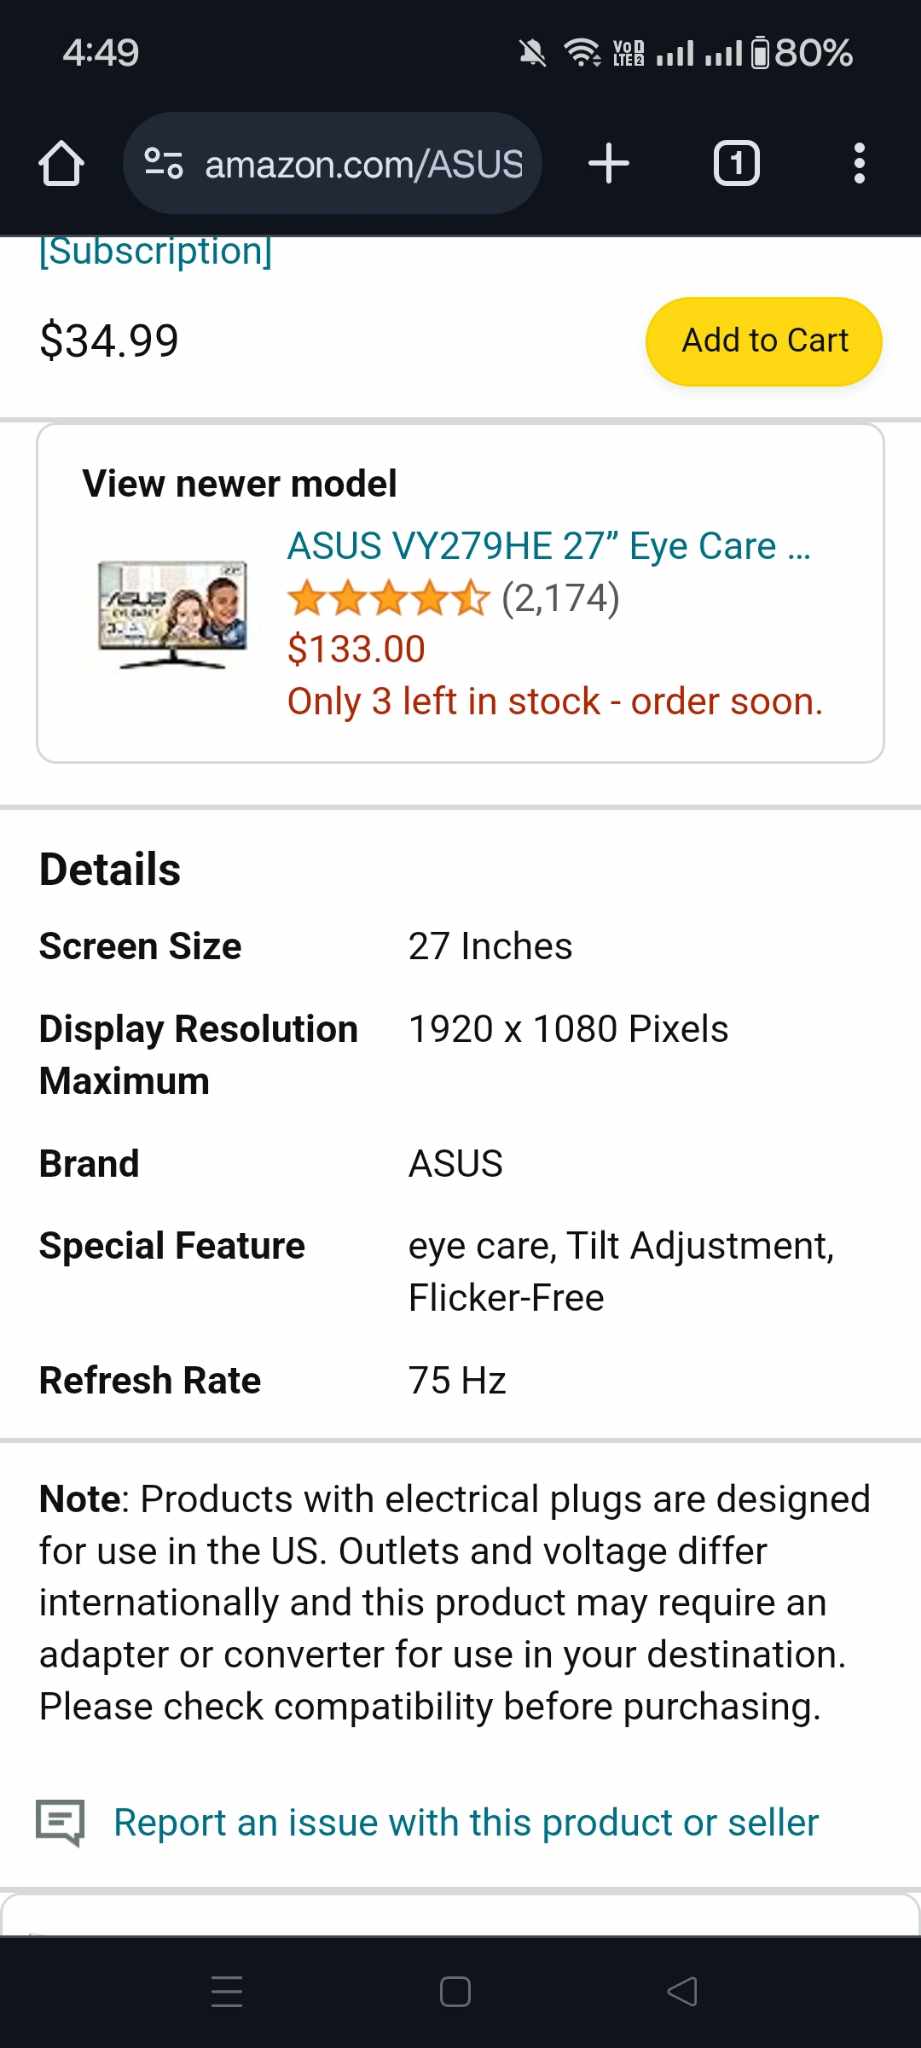 4:49
VoD LTE2
80%
amazon.com/ASUS
1
[Subscription]
$34.99
Add to Cart
View newer model
ASUS VY279HE 27” Eye Care ...
(2,174)
$133.00
Only 3 left in stock - order soon.
Details
Screen Size 27 Inches
Display Resolution 1920 x 1080 Pixels
Maximum
Brand ASUS
Special Feature eye care, Tilt Adjustment,
Flicker-Free
Refresh Rate 75 Hz
Note: Products with electrical plugs are designed
for use in the US. Outlets and voltage differ
internationally and this product may require an
adapter or converter for use in your destination.
Please check compatibility before purchasing.
Report an issue with this product or seller